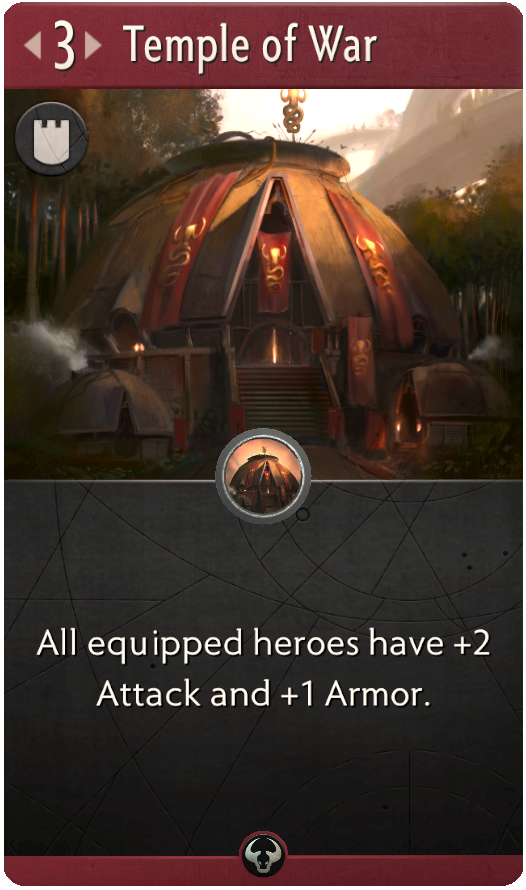 3 Temple of War
All equipped heroes have +2
Attack and +1 Armor.